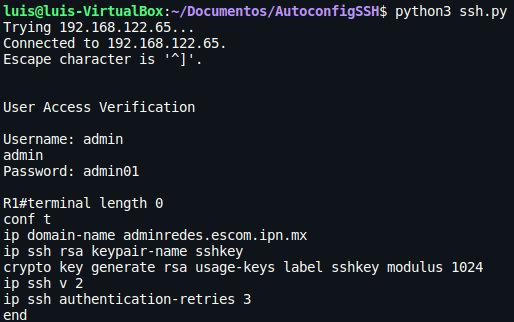 luis@luis-VirtualBox:~/Documentos/AutoconfigSSH$ python3 ssh.py
Trying 192.168.122.65...
Connected to 192.168.122.65.
Escape character is '^]'.
User Access Verification
Username: admin
admin
Password: admin01
R1#terminal length 0
conf t
ip domain-name adminredes.escom.ipn.mx
ip ssh rsa keypair-name sshkey
crypto key generate rsa usage-keys label sshkey modulus 1024
ip ssh v 2
ip ssh authentication-retries 3
end